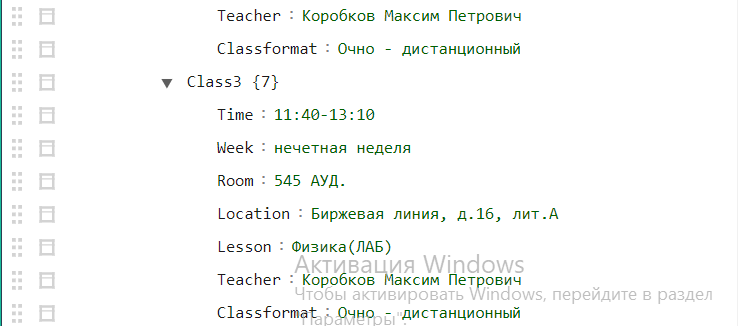 Teacher : Коробков Максим Петрович
Classformat : Очно - дистанционный
Class3 {7}
Time : 11:40-13:10
Week : нечетная неделя
Room : 545 АУД.
Location : Биржевая линия, д.16, лит.А
Lesson : Физика(ЛАБ)
Активация Windows
Teacher : Коробков Максим Петрович
Чтобы активировать Windows, перейдите в раздел
Classformat : Очно - дистанционный
"Параметры".